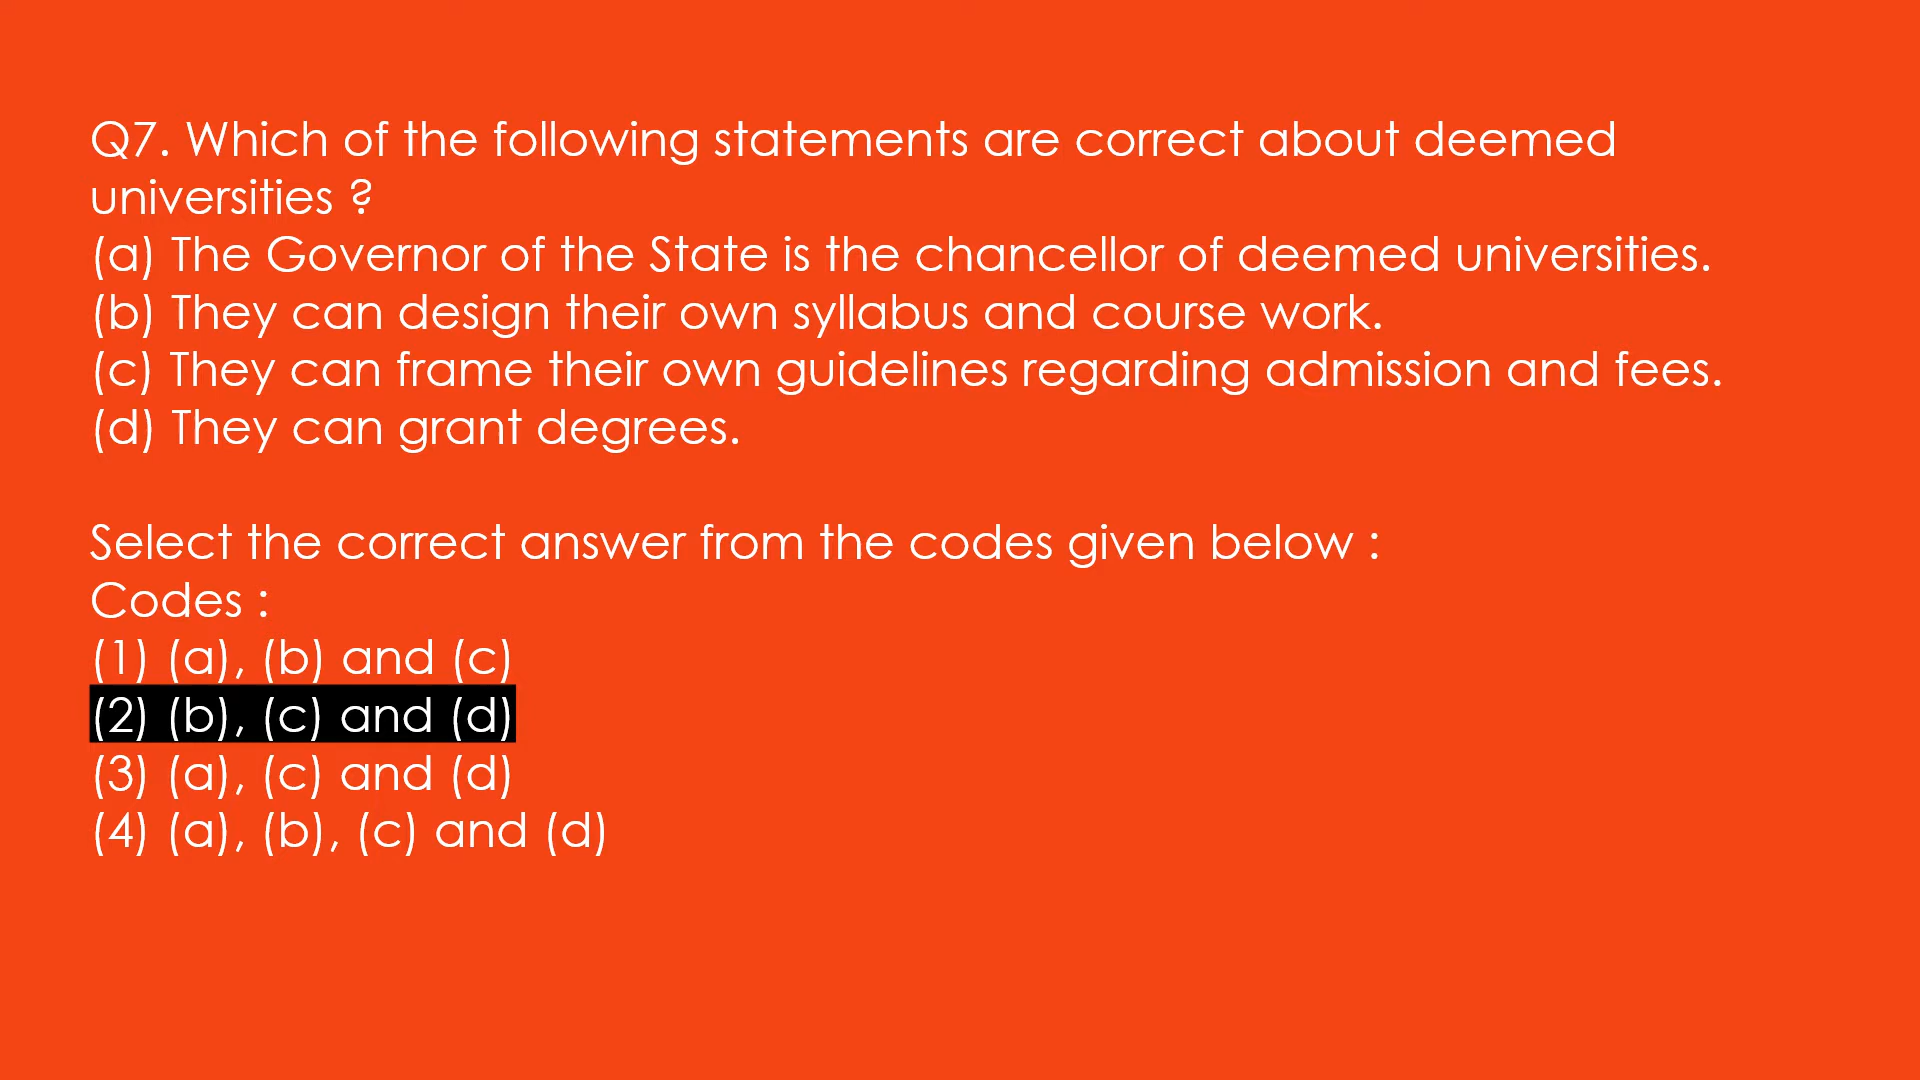 Q7. Which of the following statements are correct about deemed
universities ?
(a) The Governor of the State is the chancellor of deemed universities.
(b) They can design their own syllabus and course work.
(c) They can frame their own guidelines regarding admission and fees.
(d) They can grant degrees.
Select the correct answer from the codes given below :
Codes :
(1) (a), (b) and (c)
(2) (b), (c) and (d)
(3) (a), (c) and (d)
(4) (a), (b), (c) and (d)